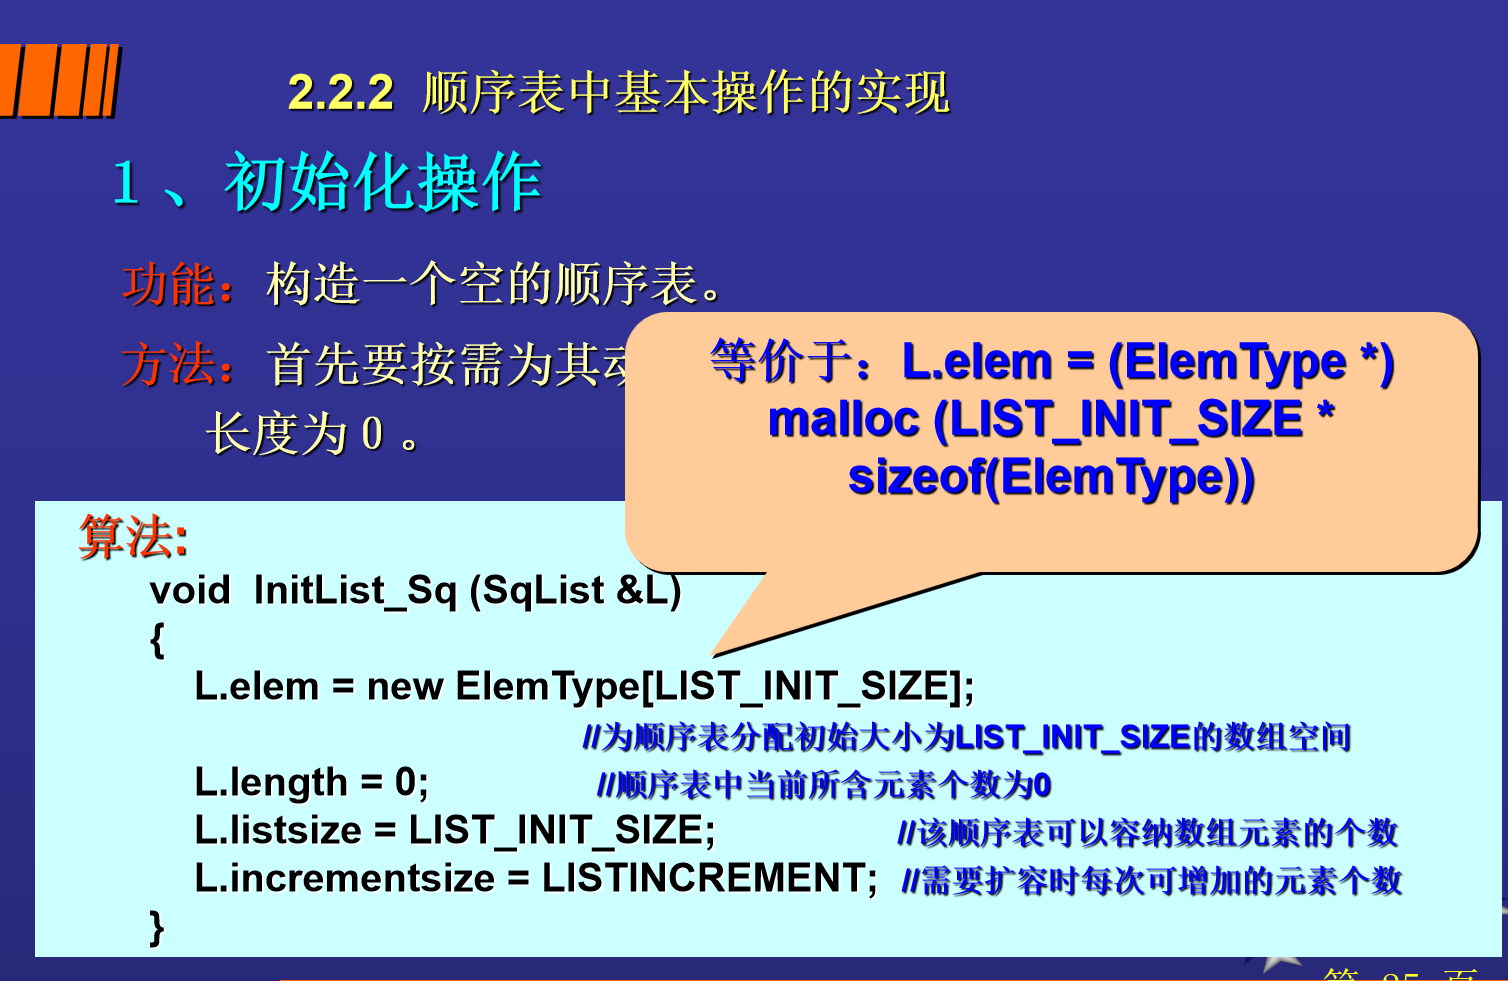 2.2.2 顺序表中基本操作的实现
1、初始化操作
功能：构造一个空的顺序表。
方法：首先要按需为其
长度为0。
等价于：L.elem = (ElemType *)
malloc (LIST_INIT_SIZE *
sizeof(ElemType))
算法:
void InitList_Sq (SqList &L)
{
L.elem = new ElemType[LIST_INIT_SIZE];
//为顺序表分配初始大小为LIST_INIT_SIZE的数组空间
L.length = 0; //顺序表中当前所含元素个数为0
L.listsize = LIST_INIT_SIZE; //该顺序表可以容纳数组元素的个数
L.incrementsize = LISTINCREMENT; //需要扩容时每次可增加的元素个数
}